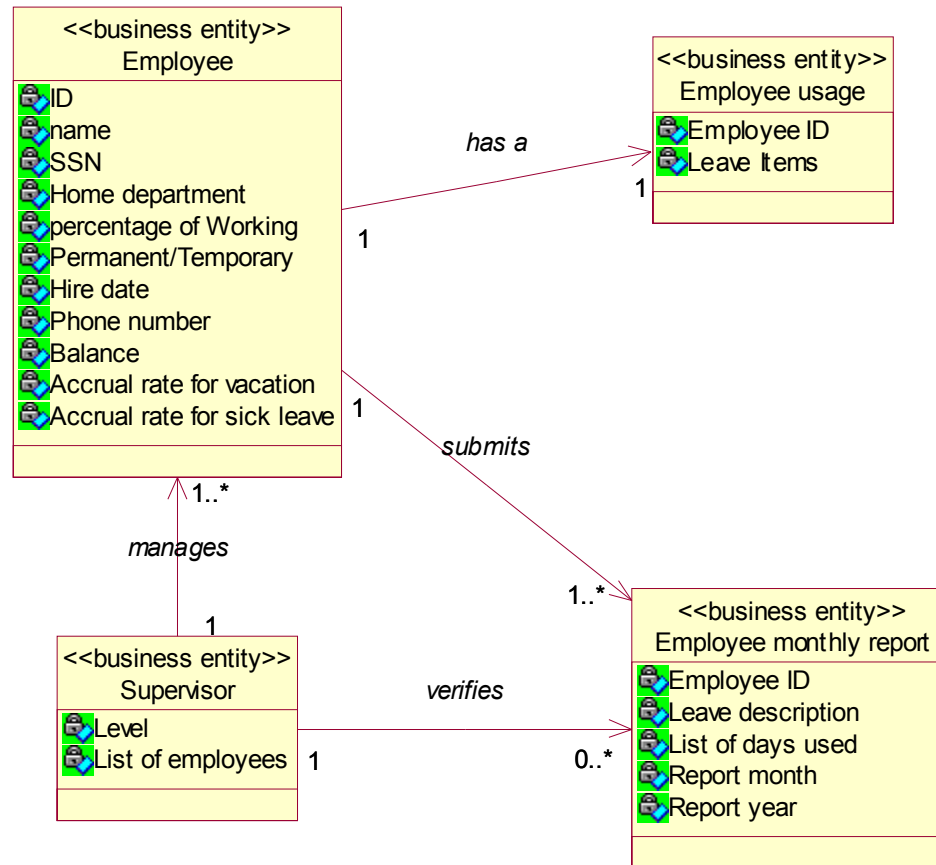 <<business entity>>
Employee
ID
name
SSN
Home department
percentage of Working
Permanent/Temporary
Hire date
Phone number
Balance
Accrual rate for vacation
Accrual rate for sick leave
<<business entity>>
Employee usage
Employee ID
Leave Items
has a
1
1
1
submits
1..*
1..*
manages
1
<<business entity>>
Supervisor
Level
List of employees
verifies
1
0..*
<<business entity>>
Employee monthly report
Employee ID
Leave description
List of days used
Report month
Report year